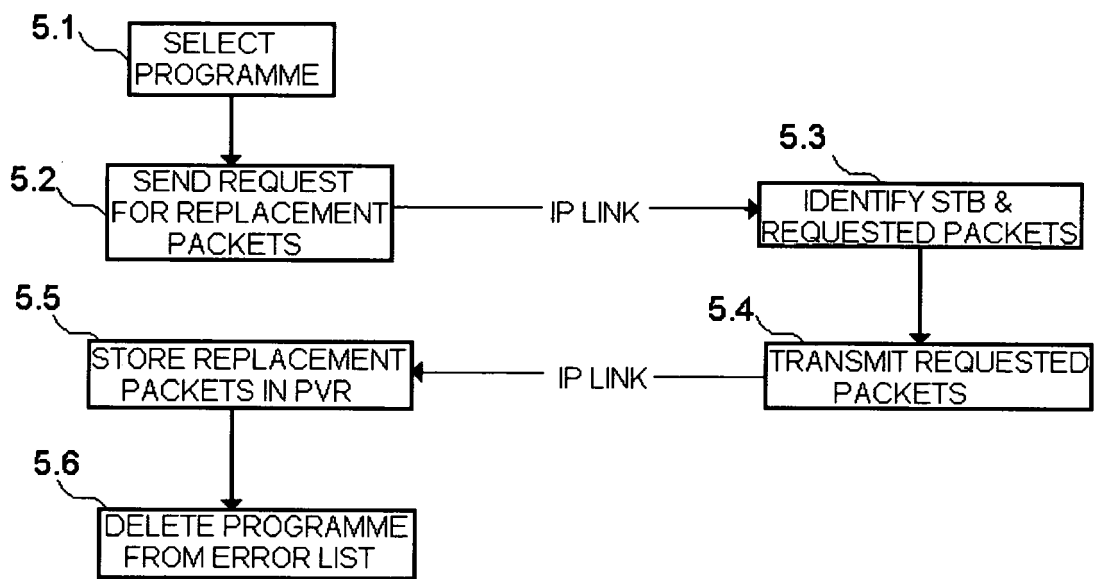 5.1
SELECT
PROGRAMME
5.2
SEND REQUEST
FOR REPLACEMENT
PACKETS
IP LINK
5.3
IDENTIFY STB &
REQUESTED PACKETS
5.4
TRANSMIT REQUESTED
PACKETS
IP LINK
5.5
STORE REPLACEMENT
PACKETS IN PVR
5.6
DELETE PROGRAMME
FROM ERROR LIST